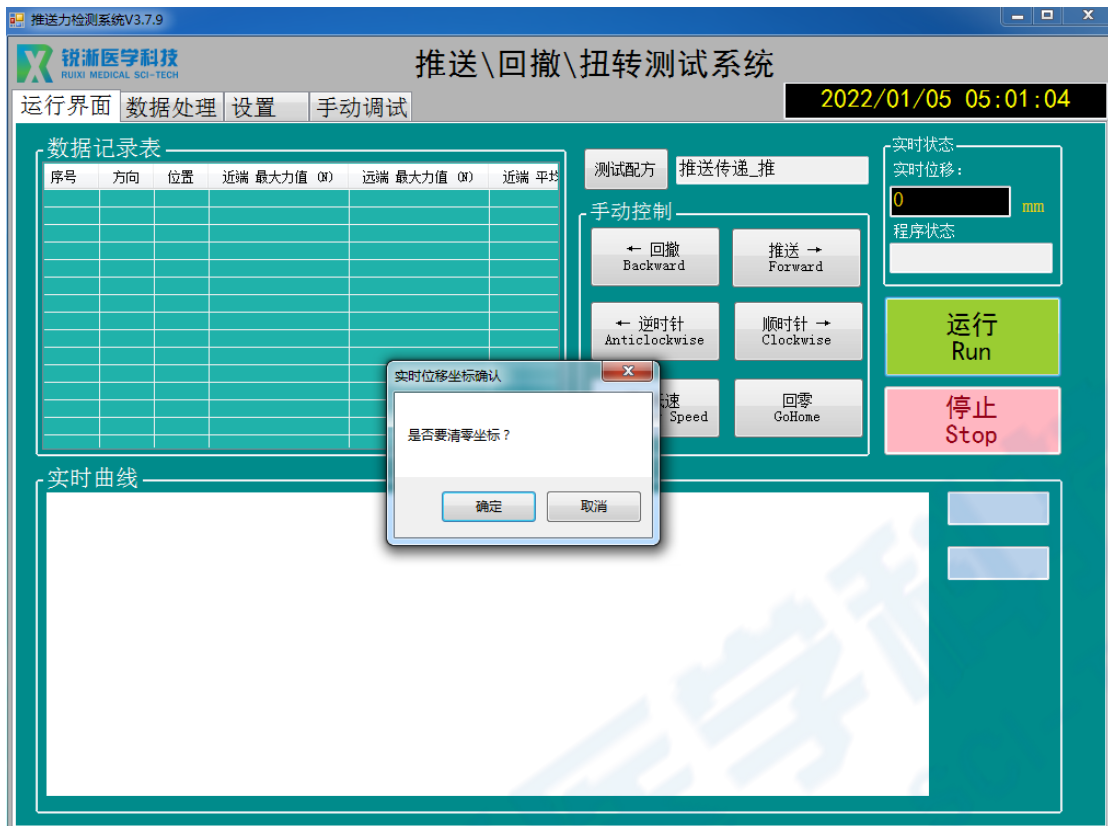 推送力检测系统V3.7.9
锐浙医学科技
RUIXI MEDICAL SCI-TECH
推送\回撤\扭转测试系统
运行界面 数据处理 设置 手动调试
2022/01/05 05:01:04
数据记录表
序号 方向 位置 近端 最大力值 (N) 远端 最大力值 (N) 近端 平均
测试配方 推送传递_推
手动控制
← 回撤
Backward
推送 →
Forward
← 逆时针
Anticlockwise
顺时针 →
Clockwise
Speed
回零
GoHome
实时状态
实时位移:
0 mm
程序状态
运行
Run
停止
Stop
实时位移坐标确认
是否要清零坐标?
确定 取消
实时曲线